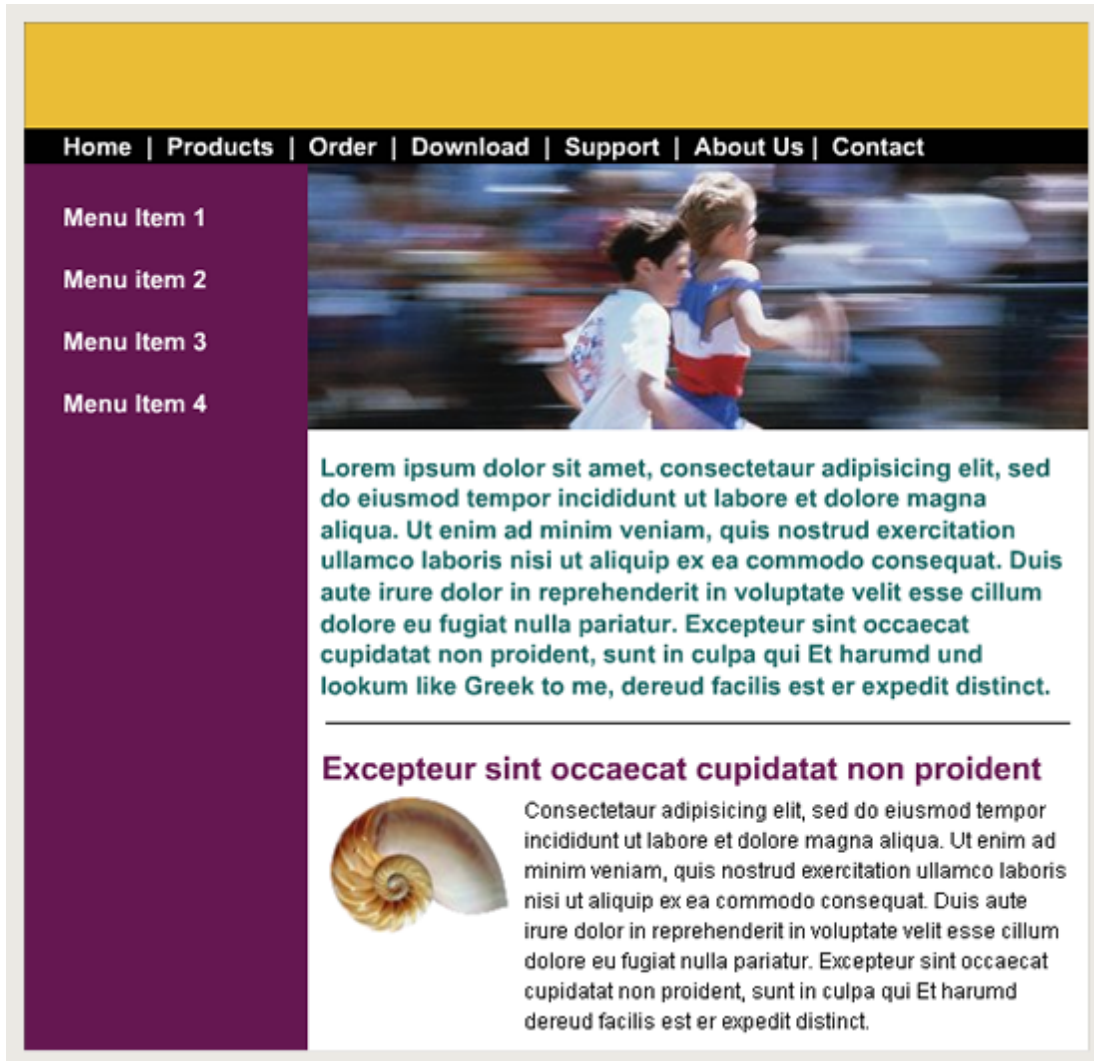 Home | Products | Order | Download | Support | About Us | Contact
Menu Item 1
Menu item 2
Menu Item 3
Menu Item 4
Lorem ipsum dolor sit amet, consectetaur adipisicing elit, sed
do eiusmod tempor incididunt ut labore et dolore magna
aliqua. Ut enim ad minim veniam, quis nostrud exercitation
ullamco laboris nisi ut aliquip ex ea commodo consequat. Duis
aute irure dolor in reprehenderit in voluptate velit esse cillum
dolore eu fugiat nulla pariatur. Excepteur sint occaecat
cupidatat non proident, sunt in culpa qui Et harumd und
lookum like Greek to me, dereud facilis est er expedit distinct.
Excepteur sint occaecat cupidatat non proident
Consectetaur adipisicing elit, sed do eiusmod tempor
incididunt ut labore et dolore magna aliqua. Ut enim ad
minim veniam, quis nostrud exercitation ullamco laboris
nisi ut aliquip ex ea commodo consequat. Duis aute
irure dolor in reprehenderit in voluptate velit esse cillum
dolore eu fugiat nulla pariatur. Excepteur sint occaecat
cupidatat non proident, sunt in culpa qui Et harumd
dereud facilis est er expedit distinct.